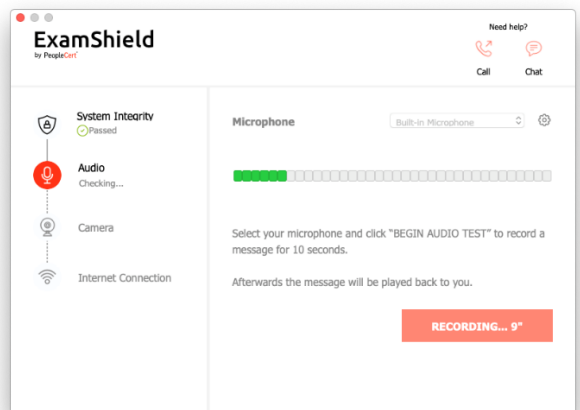 ExamShield
by PeopleCert
Need help?
Call
Chat
System Integrity
Passed
Audio
Checking...
Camera
Internet Connection
Microphone
Built-in Microphone
Select your microphone and click “BEGIN AUDIO TEST” to record a
message for 10 seconds.
Afterwards the message will be played back to you.
RECORDING... 9"